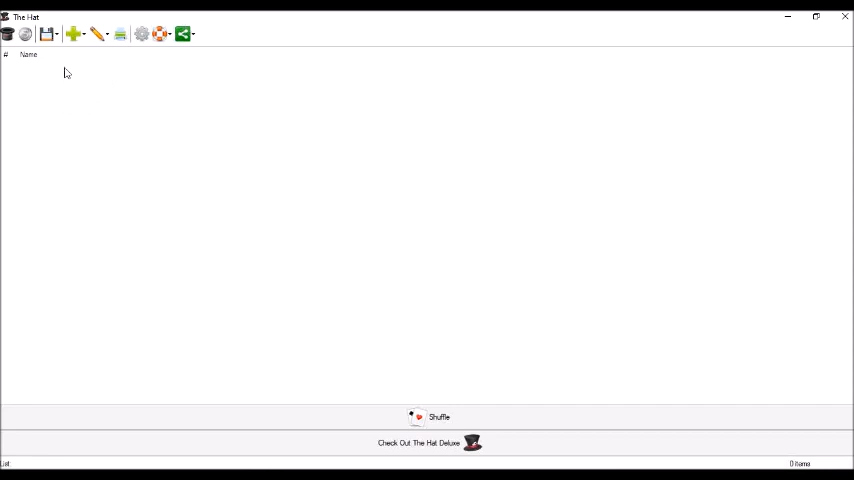 The Hat
# Name
Shuffle
Check Out The Hat Deluxe
List:
0 items